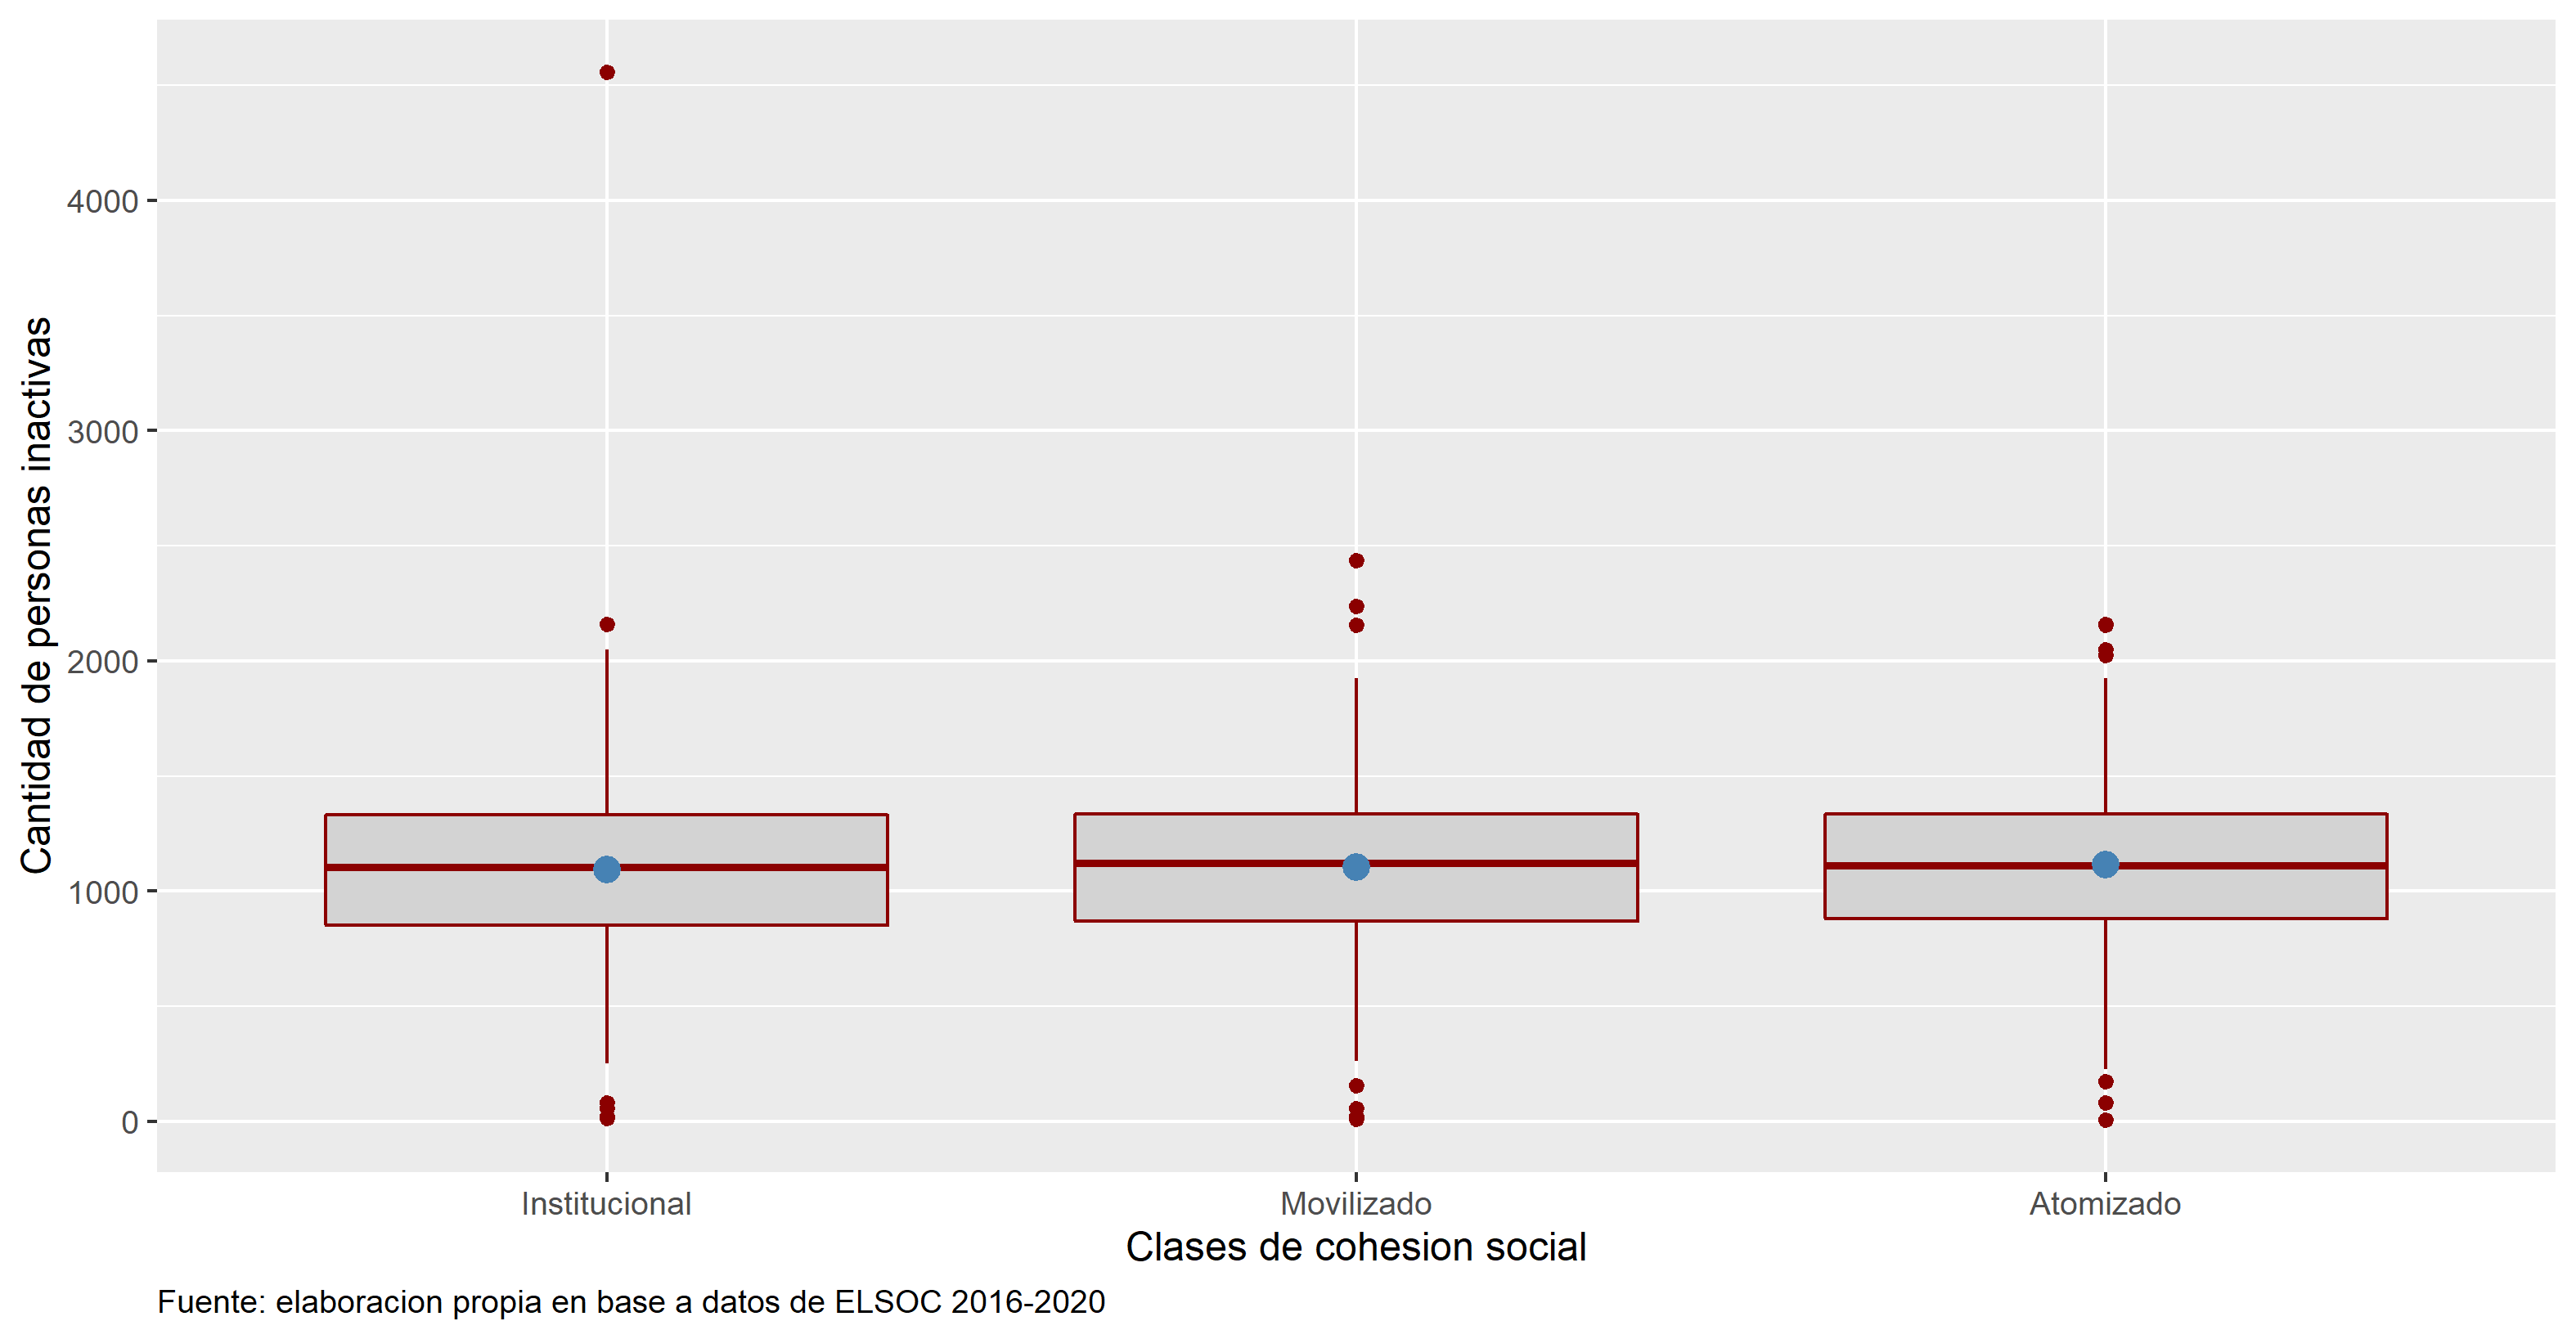 Cantidad de personas inactivas
4000
3000
2000
1000
0
Institucional Movilizado Atomizado
Clases de cohesion social
Fuente: elaboracion propia en base a datos de ELSOC 2016-2020